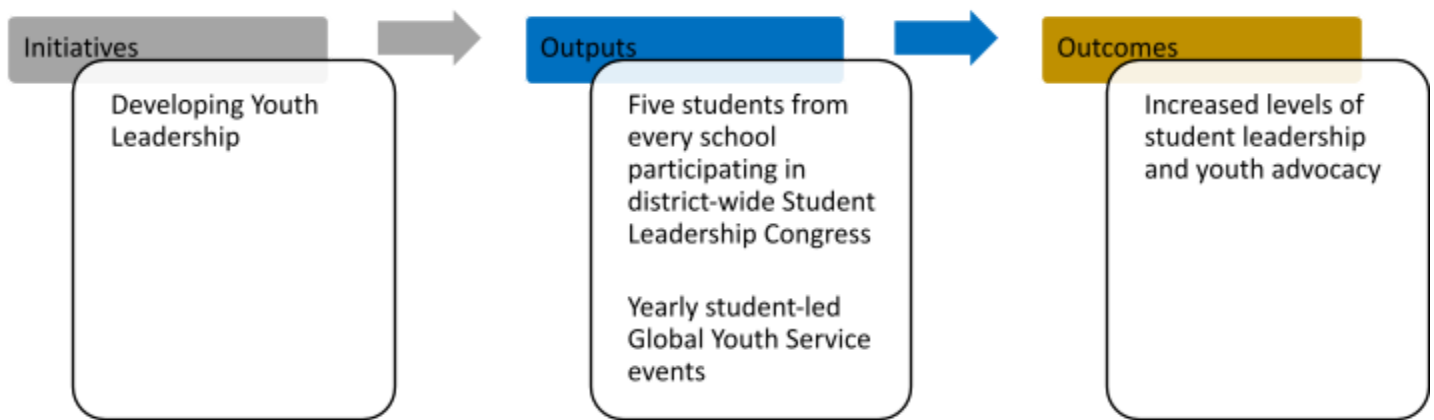 Initiatives
Developing Youth
Leadership
Outputs
Five students from
every school
participating in
district-wide Student
Leadership Congress
Yearly student-led
Global Youth Service
events
Outcomes
Increased levels of
student leadership
and youth advocacy